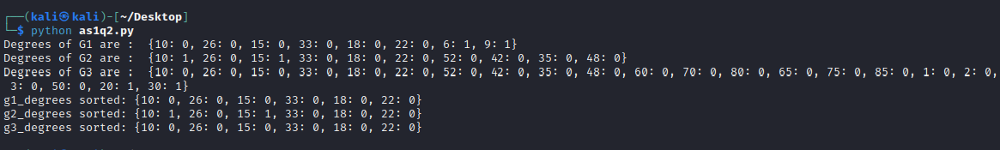 ┌──(kali㉿kali)-[~/Desktop]
└─$ python as1q2.py
Degrees of G1 are :  {10: 0, 26: 0, 15: 0, 33: 0, 18: 0, 22: 0, 6: 1, 9: 1}
Degrees of G2 are :  {10: 1, 26: 0, 15: 1, 33: 0, 18: 0, 22: 0, 52: 0, 42: 0, 35: 0, 48: 0}
Degrees of G3 are :  {10: 0, 26: 0, 15: 0, 33: 0, 18: 0, 22: 0, 52: 0, 42: 0, 35: 0, 48: 0, 60: 0, 70: 0, 80: 0, 65: 0, 75: 0, 85: 0, 1: 0, 2: 0,
 3: 0, 50: 0, 20: 1, 30: 1}
g1_degrees sorted: {10: 0, 26: 0, 15: 0, 33: 0, 18: 0, 22: 0}
g2_degrees sorted: {10: 1, 26: 0, 15: 1, 33: 0, 18: 0, 22: 0}
g3_degrees sorted: {10: 0, 26: 0, 15: 0, 33: 0, 18: 0, 22: 0}